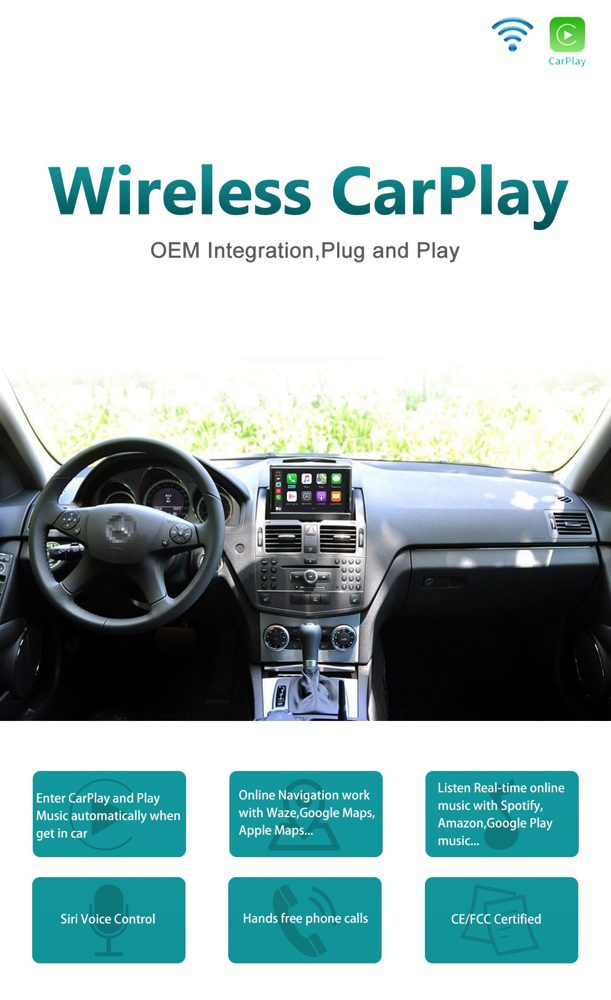 CarPlay
Wireless CarPlay
OEM Integration,Plug and Play
Enter CarPlay and Play
Music automatically when
get in car
Online Navigation work
with Waze,Google Maps,
Apple Maps...
Listen Real-time online
music with Spotify,
Amazon,Google Play
music...
Siri Voice Control
Hands free phone calls
CE/FCC Certified